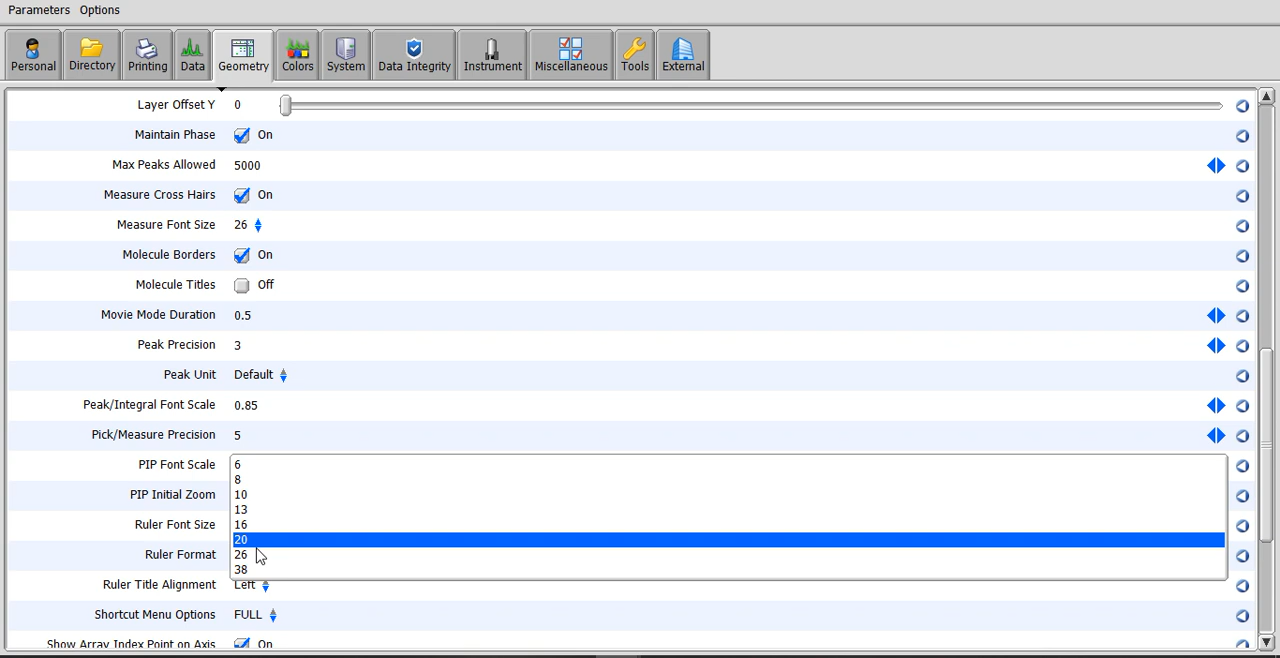 Parameters Options
Personal Directory Printing Data Geometry Colors System Data Integrity Instrument Miscellaneous Tools External
Layer Offset Y 0
Maintain Phase On
Max Peaks Allowed 5000
Measure Cross Hairs On
Measure Font Size 26
Molecule Borders On
Molecule Titles Off
Movie Mode Duration 0.5
Peak Precision 3
Peak Unit Default
Peak/Integral Font Scale 0.85
Pick/Measure Precision 5
PIP Font Scale 6
8
PIP Initial Zoom 10
13
Ruler Font Size 16
20
Ruler Format 26
38
Ruler Title Alignment Left
Shortcut Menu Options FULL
Show Array Index Point on Axis On